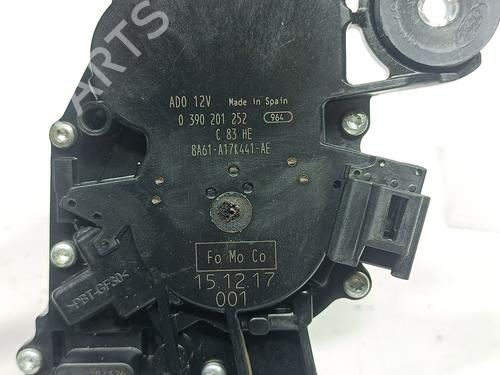 ADO 12V Made in Spain
0 390 201 252 964
C 83 HE
8A61-A17K441-AE
Fo Mo Co
15.12.17
001
>PBT-GF30<
PARTS